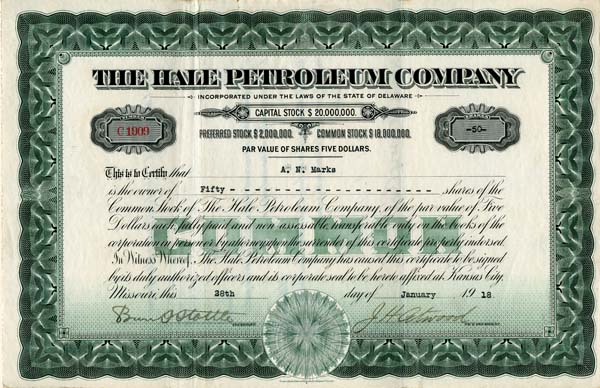 THE HALE PETROLEUM COMPANY
INCORPORATED UNDER THE LAWS OF THE STATE OF DELAWARE
CAPITAL STOCK $ 20,000,000.
C 1909
-50-
PREFERRED STOCK $ 2,000,000. COMMON STOCK $ 18,000,000.
PAR VALUE OF SHARES FIVE DOLLARS.
This is to Certify that A. N. Marks
is the owner of Fifty - - - - - - - - - - - - - - - - - - - - shares of the
Common Stock of The Hale Petroleum Company, of the par value of Five
Dollars each, fully paid and non assessable, transferable only on the books of the
corporation in person or by attorney upon the surrender of this certificate properly indorsed.
In Witness Whereof, The Hale Petroleum Company has caused this certificate to be signed
by its duly authorized officers and its corporate seal to be hereto affixed at Kansas City,
Missouri, this 28th day of January 1918.
J H Atwood